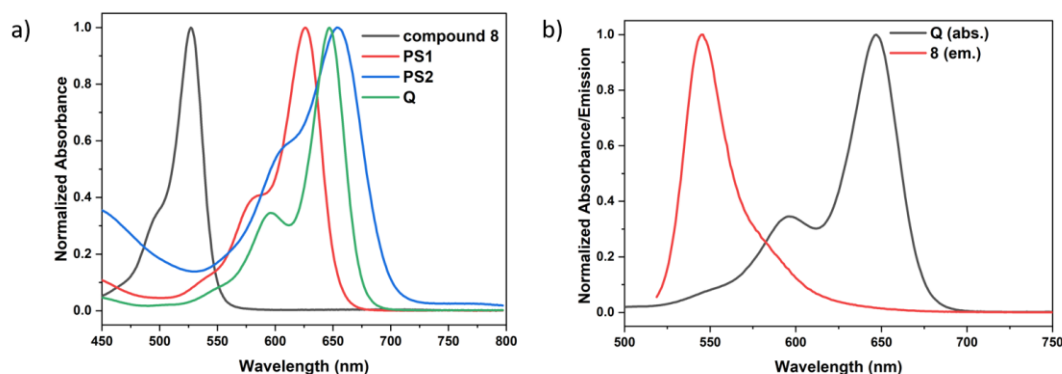 a)
Normalized Absorbance
1.0
0.8
0.6
0.4
0.2
0.0
compound 8
PS1
PS2
Q
450 500 550 600 650 700 750 800
Wavelength (nm)
b)
Normalized Absorbance/Emission
1.0
0.8
0.6
0.4
0.2
0.0
Q (abs.)
8 (em.)
500 550 600 650 700 750
Wavelength (nm)